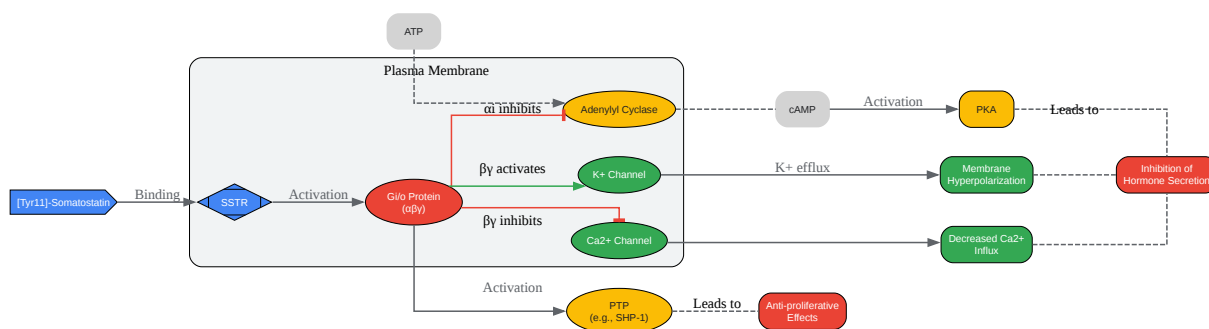 ATP
Plasma Membrane
αi inhibits
Adenylyl Cyclase
cAMP
Activation
PKA
Leads to
βγ activates
K+ Channel
K+ efflux
Membrane
Hyperpolarization
Inhibition of
Hormone Secretion
[Tyr11]-Somatostatin
Binding
SSTR
Activation
Gi/o Protein
(αβγ)
βγ inhibits
Ca2+ Channel
Decreased Ca2+
Influx
Activation
PTP
(e.g., SHP-1)
Leads to
Anti-proliferative
Effects